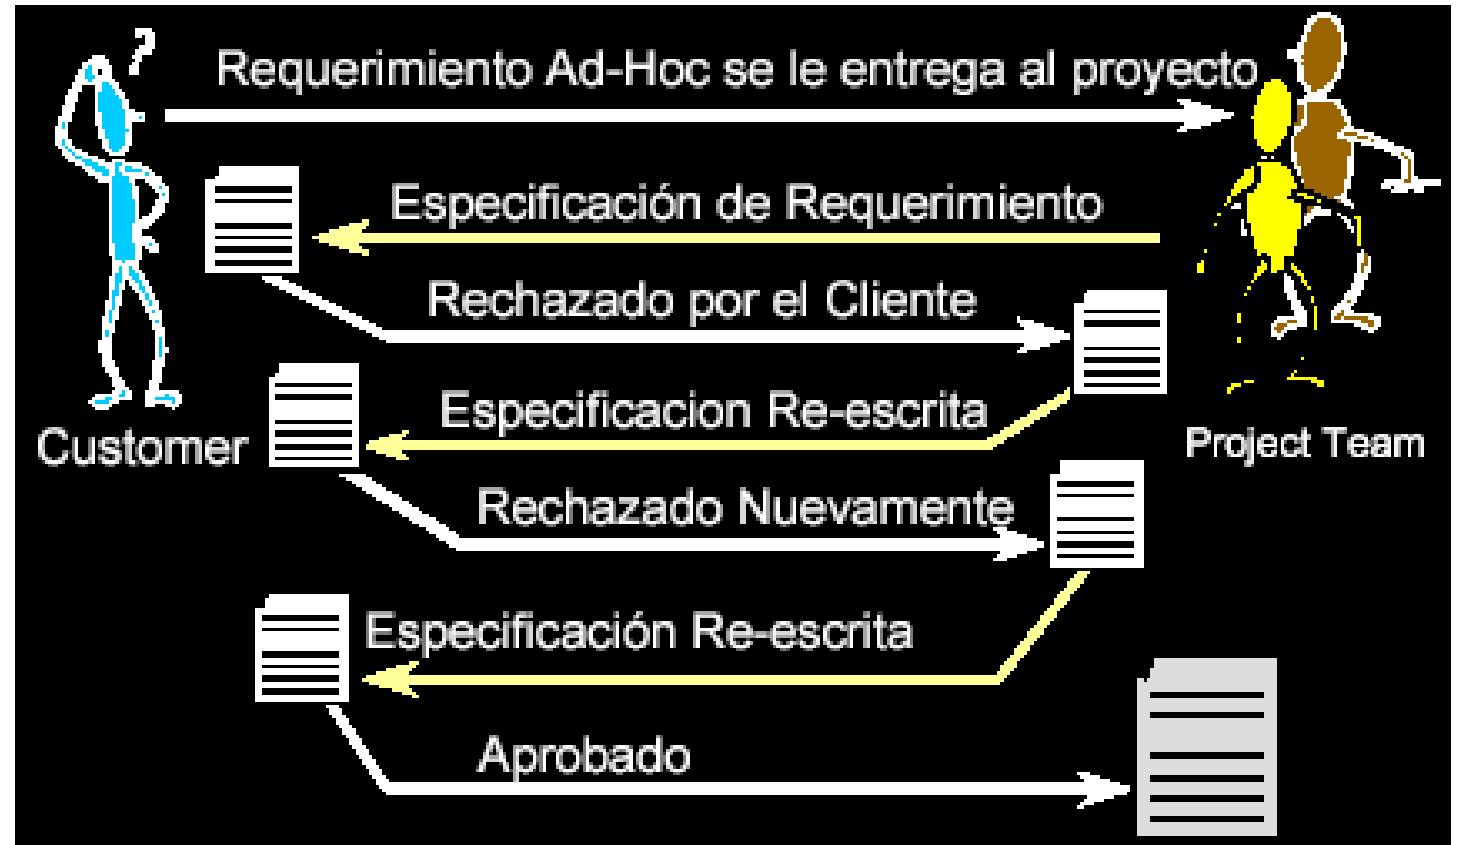 Requerimiento Ad-Hoc se le entrega al proyecto
Especificación de Requerimiento
Rechazado por el Cliente
Especificacion Re-escrita
Customer
Project Team
Rechazado Nuevamente
Especificación Re-escrita
Aprobado